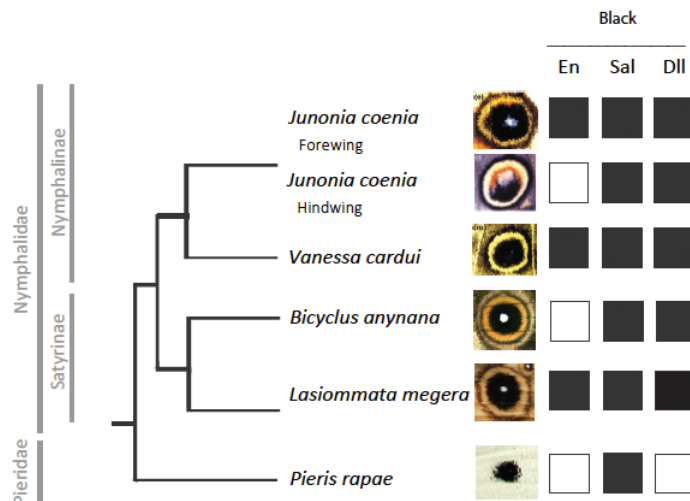 Black
En Sal Dll
Nymphalidae
Nymphalinae
Junonia coenia
Forewing
Junonia coenia
Hindwing
Vanessa cardui
Satyrinae
Bicyclus anynana
Lasiommata megera
Pieridae
Pieris rapae